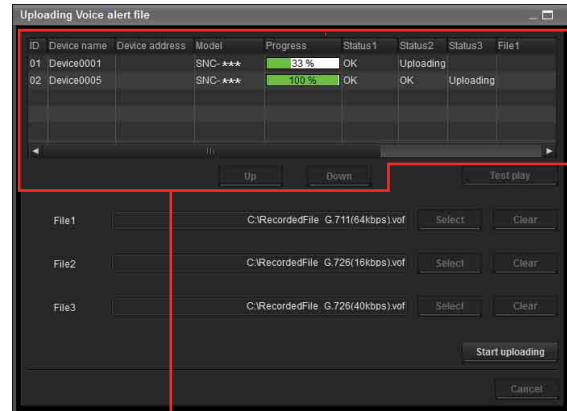 Uploading Voice alert file
ID Device name Device address Model Progress Status1 Status2 Status3 File1
01 Device0001 SNC-*** 33 % OK Uploading
02 Device0005 SNC-*** 100 % OK OK Uploading
Up Down Test play
File1 C:\RecordedFile G.711(64kbps).vof Select Clear
File2 C:\RecordedFile G.726(16kbps).vof Select Clear
File3 C:\RecordedFile G.726(40kbps).vof Select Clear
Start uploading
Cancel